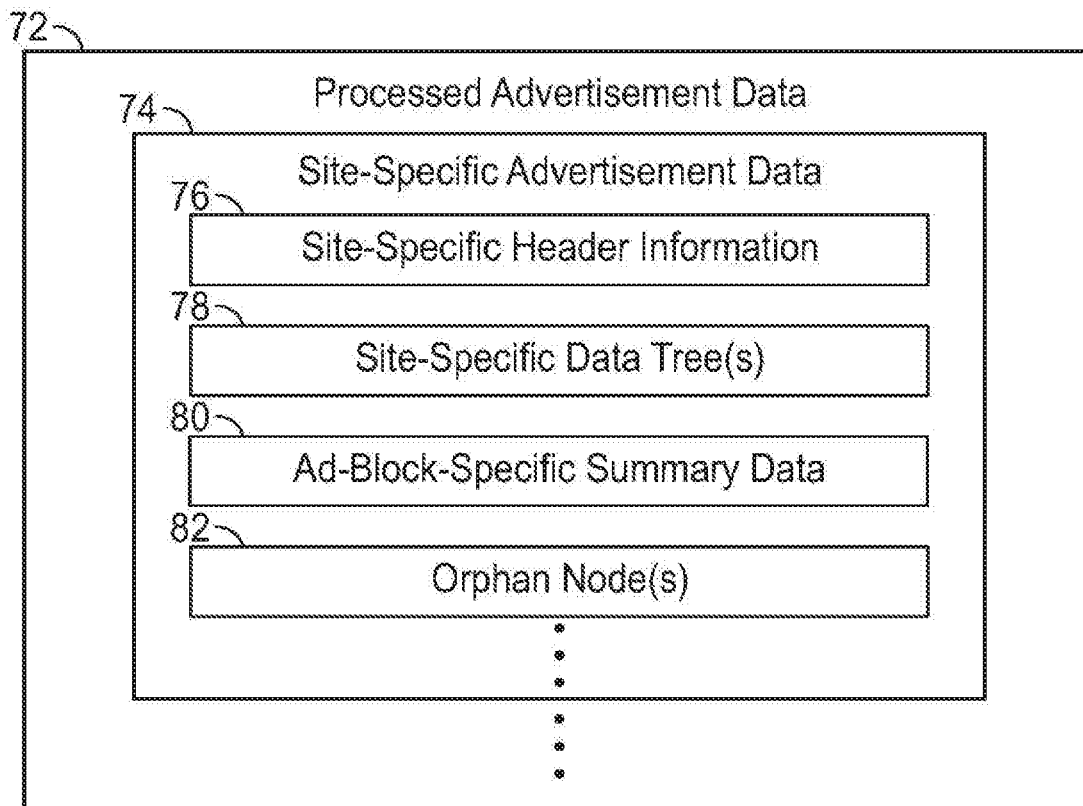 72
Processed Advertisement Data
74
Site-Specific Advertisement Data
76
Site-Specific Header Information
78
Site-Specific Data Tree(s)
80
Ad-Block-Specific Summary Data
82
Orphan Node(s)